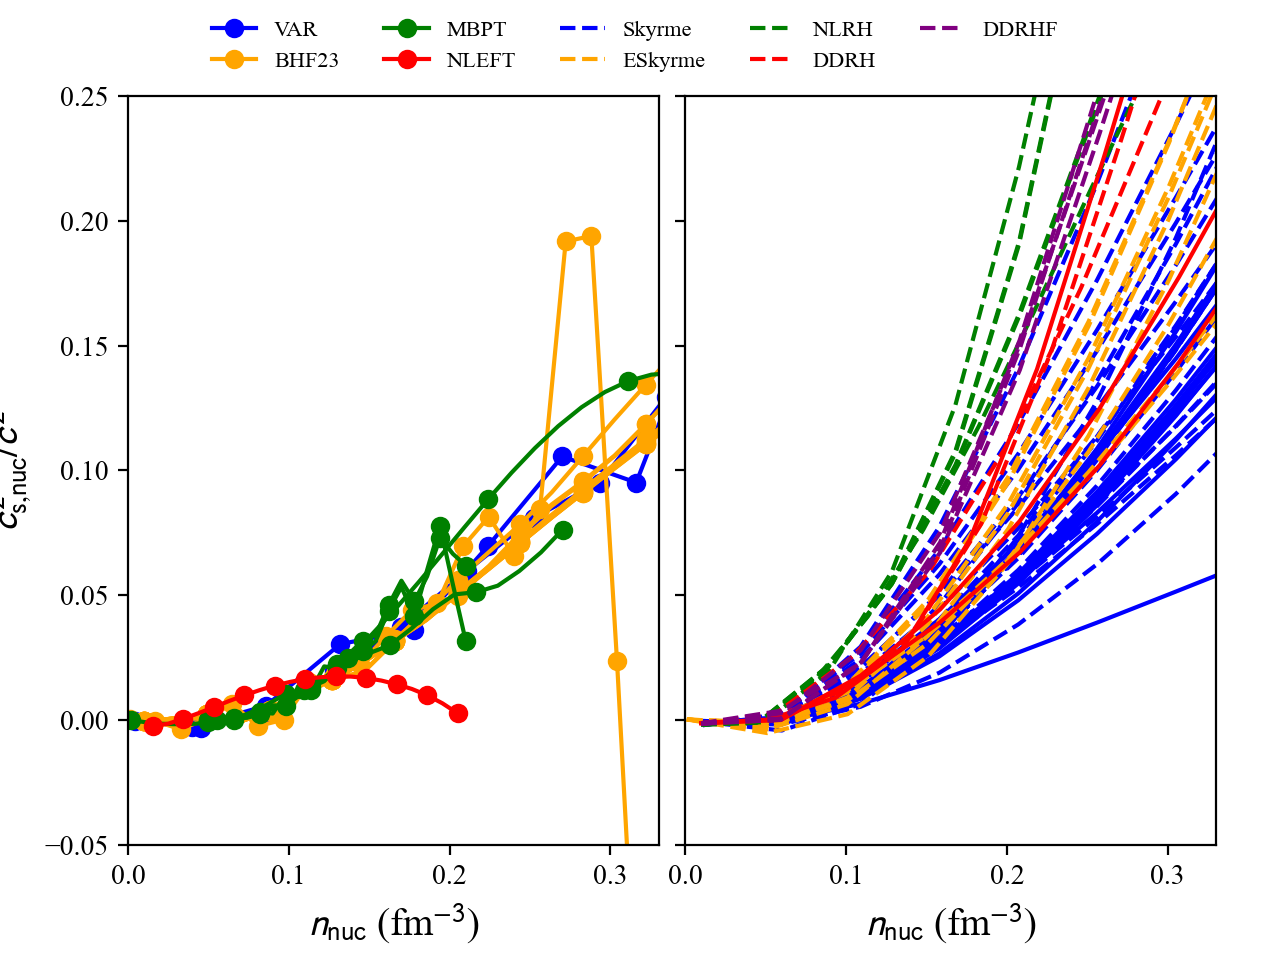 VAR MBPT Skyrme NLRH DDRHF
BHF23 NLEFT ESkyrme DDRH
0.25
0.20
0.15
0.10
0.05
0.00
−0.05
c²s,nuc/c²
0.0 0.1 0.2 0.3
0.0 0.1 0.2 0.3
nnuc (fm⁻³)
nnuc (fm⁻³)